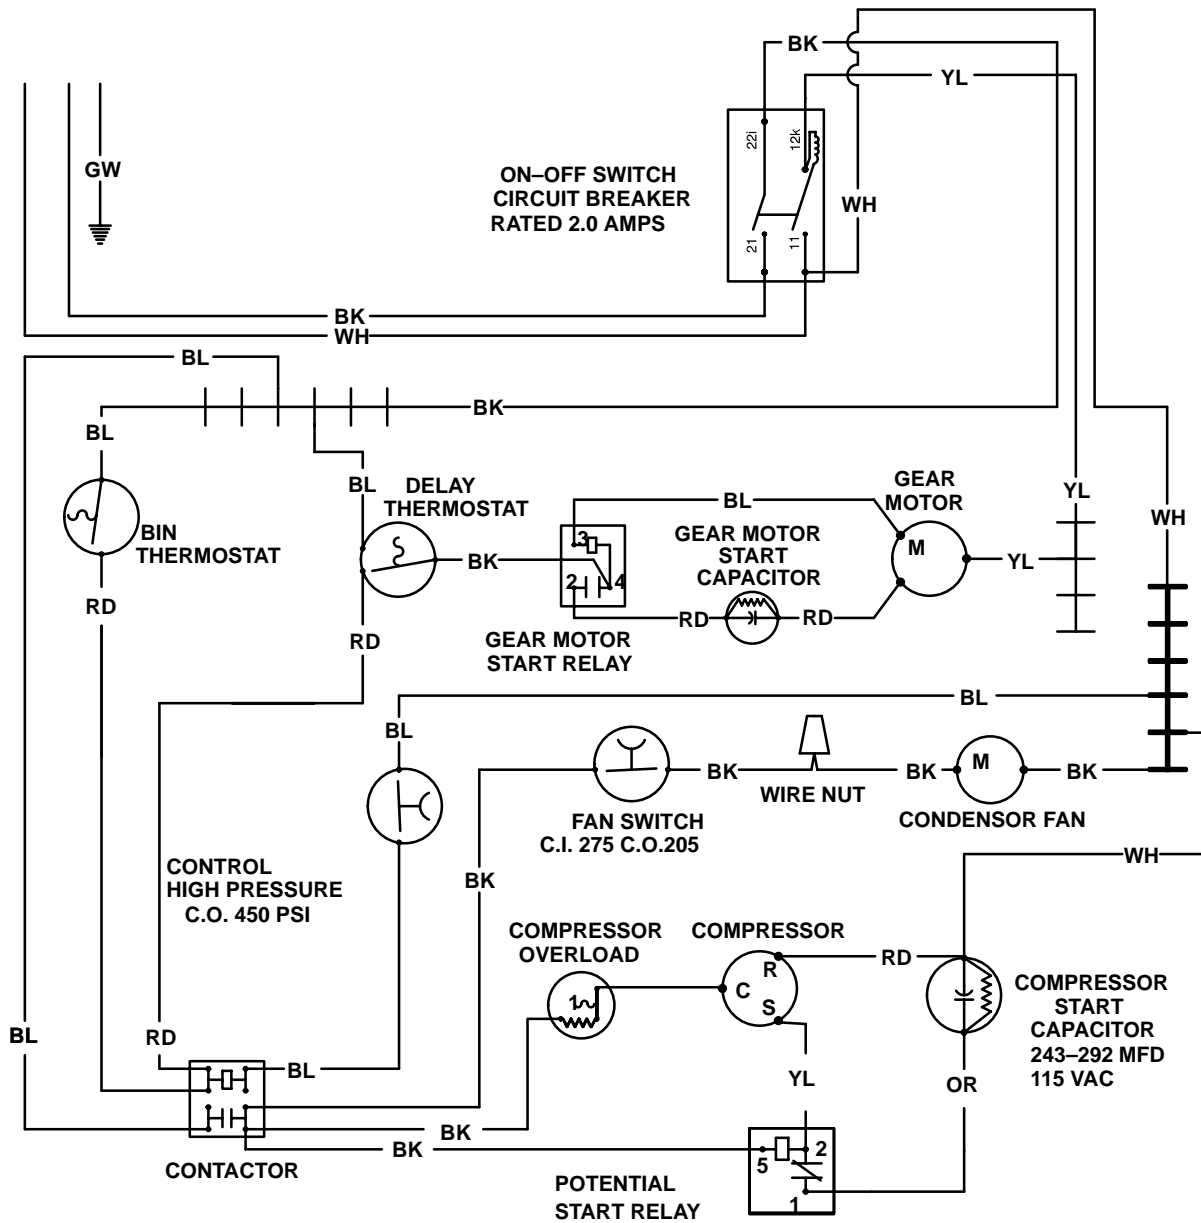 BK
YL
GW
22i
12k
ON–OFF SWITCH
CIRCUIT BREAKER
RATED 2.0 AMPS
WH
21
11
BK
WH
BL
BK
BL
BL
DELAY
THERMOSTAT
GEAR
MOTOR
BL
YL
WH
BIN
THERMOSTAT
GEAR MOTOR
START
CAPACITOR
3
M
BK
YL
2
4
RD
RD
RD
RD
GEAR MOTOR
START RELAY
BL
BL
M
BK
BK
BK
WIRE NUT
FAN SWITCH
C.I. 275 C.O.205
CONDENSOR FAN
CONTROL
HIGH PRESSURE
C.O. 450 PSI
BK
WH
COMPRESSOR
OVERLOAD
COMPRESSOR
RD
R
C
S
1
COMPRESSOR
START
CAPACITOR
243–292 MFD
115 VAC
BL
RD
BL
YL
OR
BK
BK
CONTACTOR
5
2
1
POTENTIAL
START RELAY